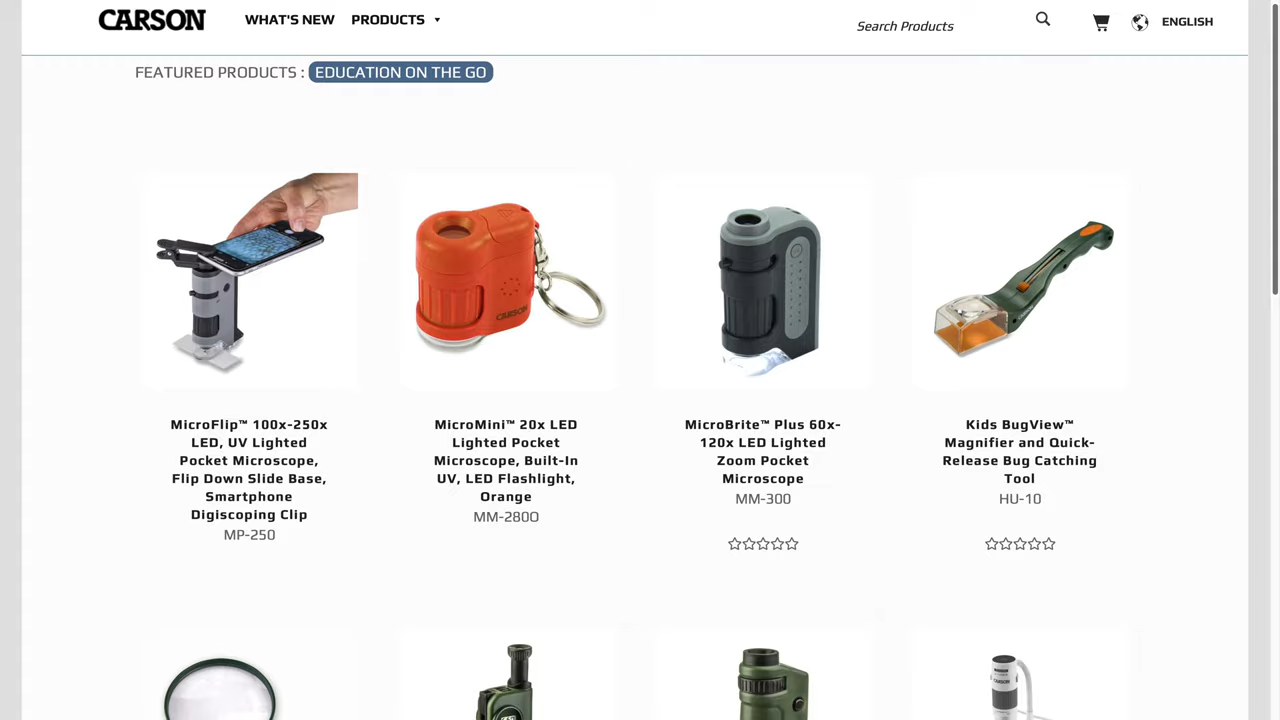 CARSON
WHAT'S NEW PRODUCTS
Search Products
ENGLISH
FEATURED PRODUCTS : EDUCATION ON THE GO
CARSON
MicroFlip™ 100x-250x
LED, UV Lighted
Pocket Microscope,
Flip Down Slide Base,
Smartphone
Digiscoping Clip
MP-250
MicroMini™ 20x LED
Lighted Pocket
Microscope, Built-In
UV, LED Flashlight,
Orange
MM-280O
MicroBrite™ Plus 60x-
120x LED Lighted
Zoom Pocket
Microscope
MM-300
Kids BugView™
Magnifier and Quick-
Release Bug Catching
Tool
HU-10
CARSON